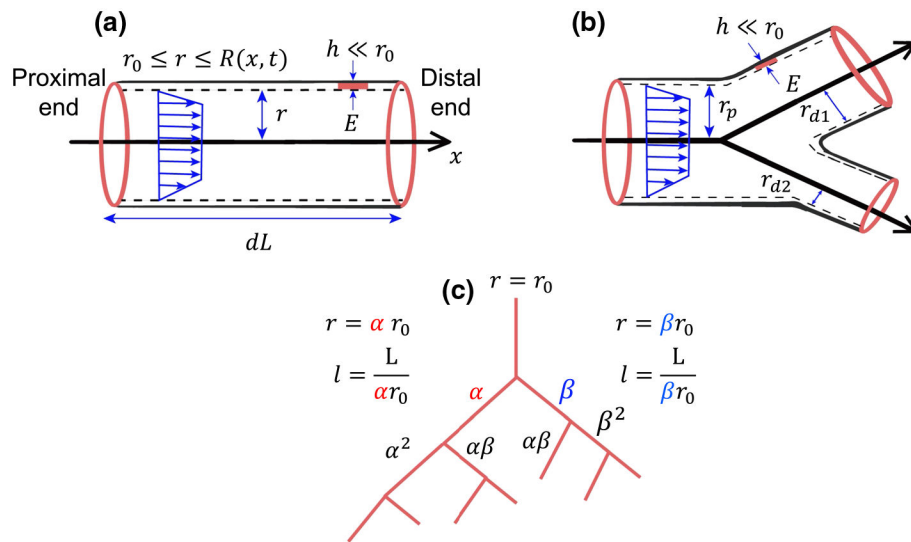 (a)
h ≪ r₀
r₀ ≤ r ≤ R(x, t)
Proximal end
Distal end
r
E
x
dL
(b)
h ≪ r₀
E
r_p
r_d1
r_d2
(c)
r = r₀
r = α r₀
l = L / αr₀
r = βr₀
l = L / βr₀
α
β
α²
αβ
αβ
β²